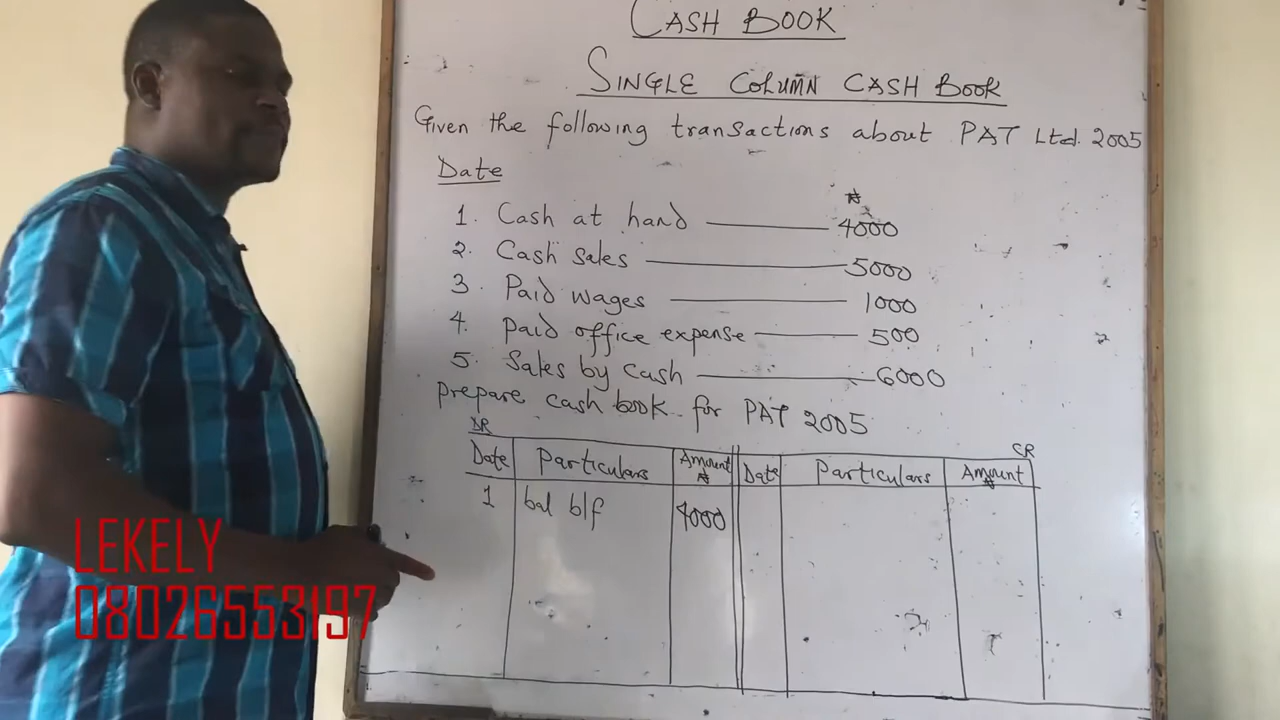 CASH BOOK
SINGLE COLUMN CASH BOOK
Given the following transactions about PAT Ltd. 2005
Date
₦
1. Cash at hand 4000
2. Cash sales 5000
3. Paid wages 1000
4. Paid office expense 500
5. Sales by cash 6000
prepare cash book for PAT 2005
DR CR
Date Particulars Amount ₦ Date Particulars Amount ₦
1 bal b/f 4000
LEKELY
08026553197